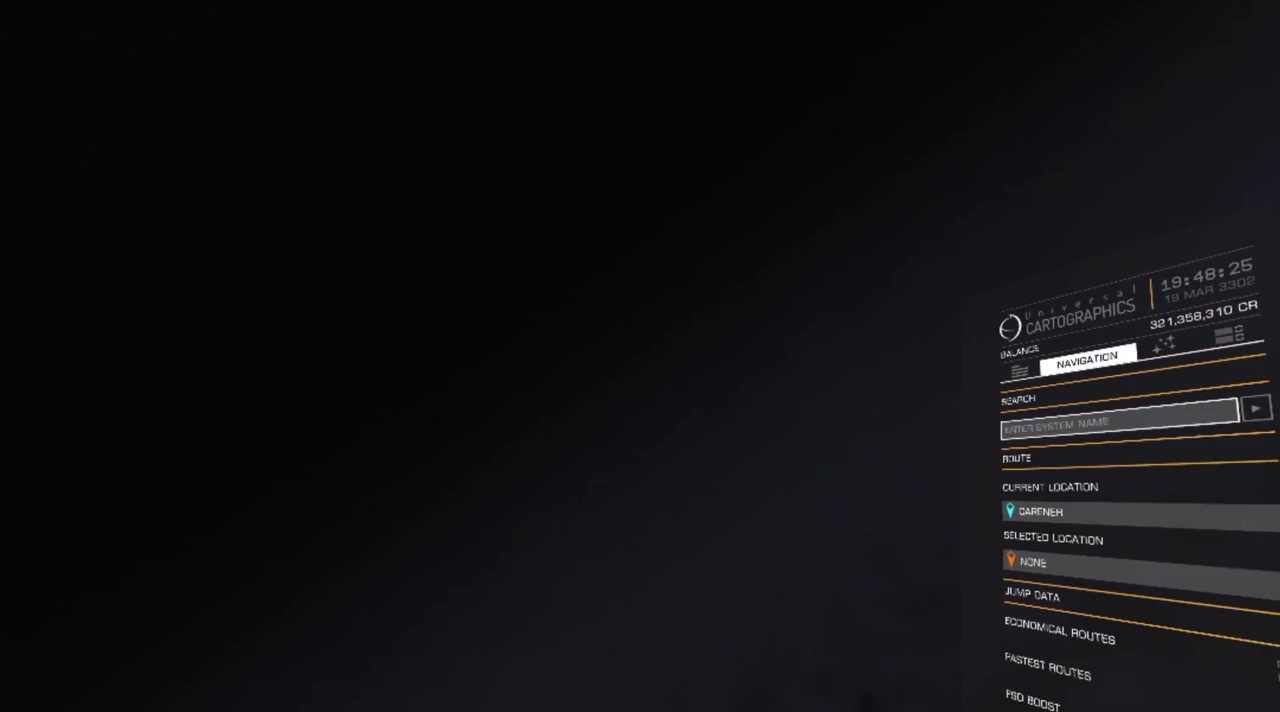 Universal
CARTOGRAPHICS
19:48:25
19 MAR 3302
BALANCE
321,358,310 CR
NAVIGATION
SEARCH
ENTER SYSTEM NAME
ROUTE
CURRENT LOCATION
CARENER
SELECTED LOCATION
NONE
JUMP DATA
ECONOMICAL ROUTES
FASTEST ROUTES
FSD BOOST